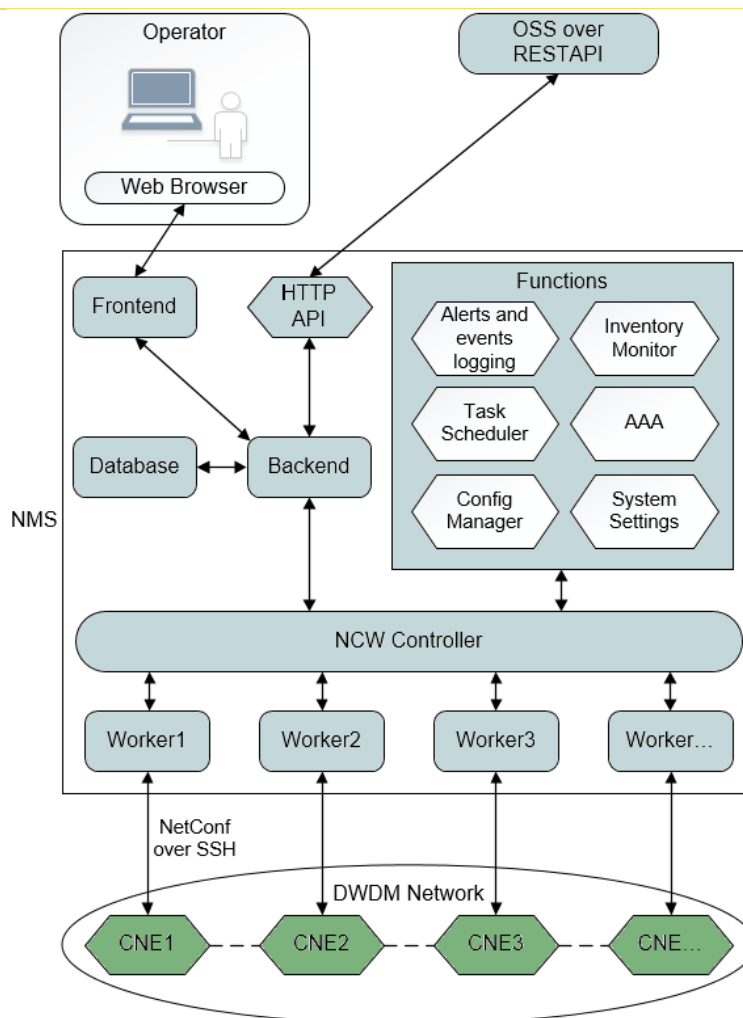 Operator
OSS over
RESTAPI
Web Browser
Frontend
HTTP
API
Functions
Alerts and
events
logging
Inventory
Monitor
Task
Scheduler
AAA
Config
Manager
System
Settings
Database
Backend
NMS
NCW Controller
Worker1
Worker2
Worker3
Worker...
NetConf
over SSH
DWDM Network
CNE1
CNE2
CNE3
CNE...